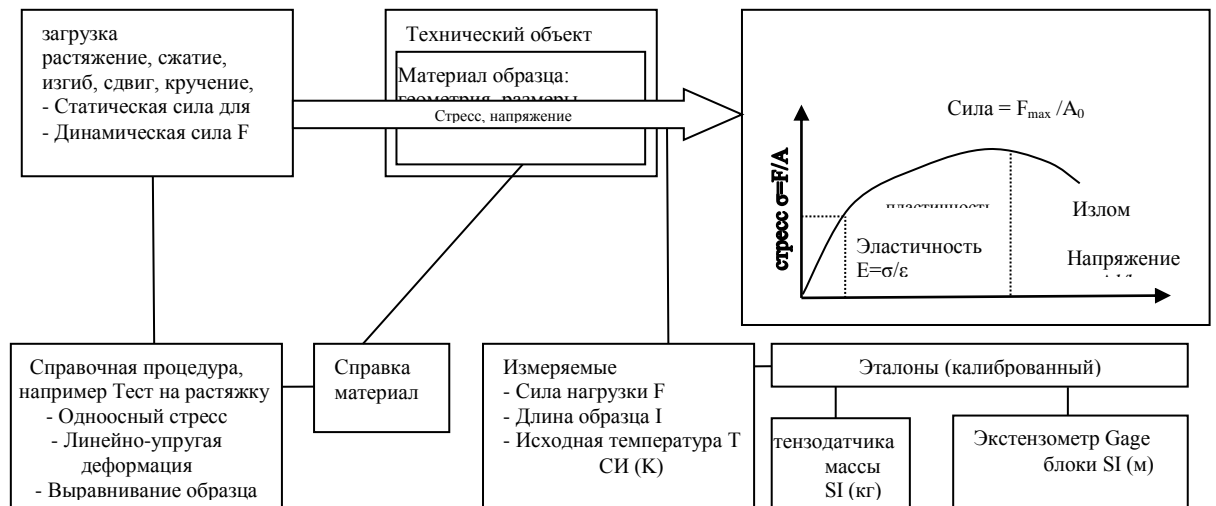 загрузка
растяжение, сжатие,
изгиб, сдвиг, кручение,
- Статическая сила для
- Динамическая сила F
Технический объект
Материал образца:
геометрия, размеры
Стресс, напряжение
Сила = Fmax /A0
стресс σ=F/A
пластичность
Эластичность
E=σ/ε
Излом
Напряжение
Справочная процедура,
например Тест на растяжку
- Одноосный стресс
- Линейно-упругая
деформация
- Выравнивание образца
Справка
материал
Измеряемые
- Сила нагрузки F
- Длина образца I
- Исходная температура T
СИ (K)
Эталоны (калиброванный)
тензодатчика
массы
SI (кг)
Экстензометр Gage
блоки SI (м)